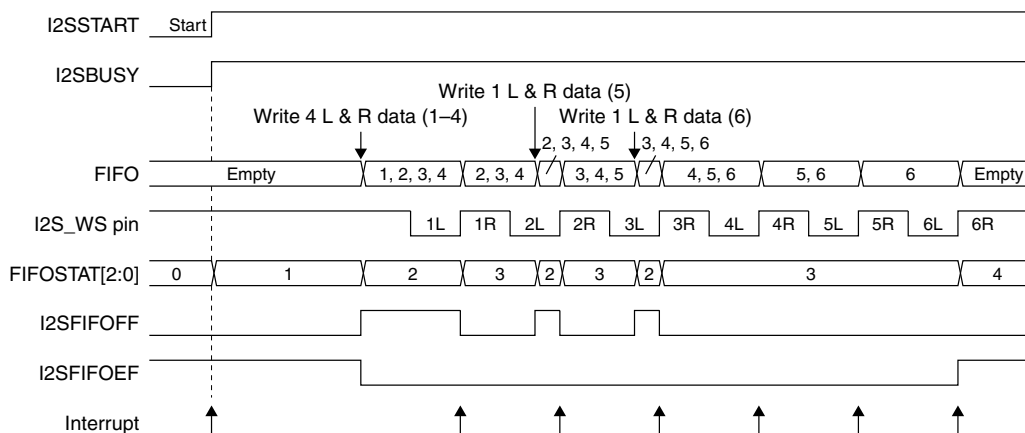 I2SSTART Start
I2SBUSY
Write 1 L & R data (5)
Write 4 L & R data (1–4) Write 1 L & R data (6)
2, 3, 4, 5 3, 4, 5, 6
FIFO Empty 1, 2, 3, 4 2, 3, 4 3, 4, 5 4, 5, 6 5, 6 6 Empty
I2S_WS pin 1L 1R 2L 2R 3L 3R 4L 4R 5L 5R 6L 6R
FIFOSTAT[2:0] 0 1 2 3 2 3 2 3 4
I2SFIFOFF
I2SFIFOEF
Interrupt